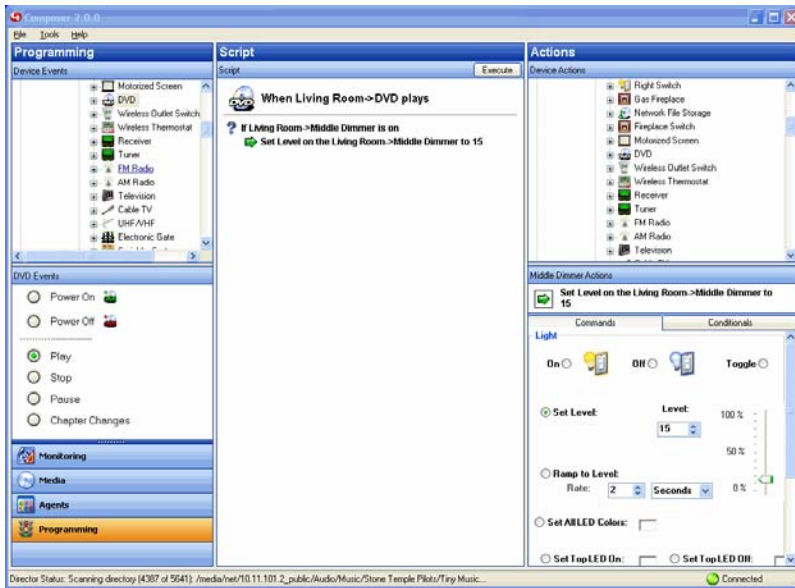 Composer 2.0.0
File Tools Help
Programming
Device Events
Motorized Screen
DVD
Wireless Outlet Switch
Wireless Thermostat
Receiver
Tuner
FM Radio
AM Radio
Television
Cable TV
UHF/VHF
Electronic Gate
DVD Events
Power On
Power Off
Play
Stop
Pause
Chapter Changes
Monitoring
Media
Agents
Programming
Script
Script Execute
When Living Room->DVD plays
? If Living Room->Middle Dimmer is on
Set Level on the Living Room->Middle Dimmer to 15
Actions
Device Actions
Right Switch
Gas Fireplace
Network File Storage
Fireplace Switch
Motorized Screen
DVD
Wireless Outlet Switch
Wireless Thermostat
Receiver
Tuner
FM Radio
AM Radio
Television
Middle Dimmer Actions
Set Level on the Living Room->Middle Dimmer to
15
Commands Conditionals
Light
On Off Toggle
Set Level: Level: 100 %
15
50 %
Ramp to Level:
Rate: 2 Seconds 0 %
Set All LED Colors:
Set Top LED On: Set Top LED Off:
Director Status: Scanning directory (4387 of 5641): /media/net/10.11.101.2_public/Audio/Music/Stone Temple Pilots/Tiny Music... Connected